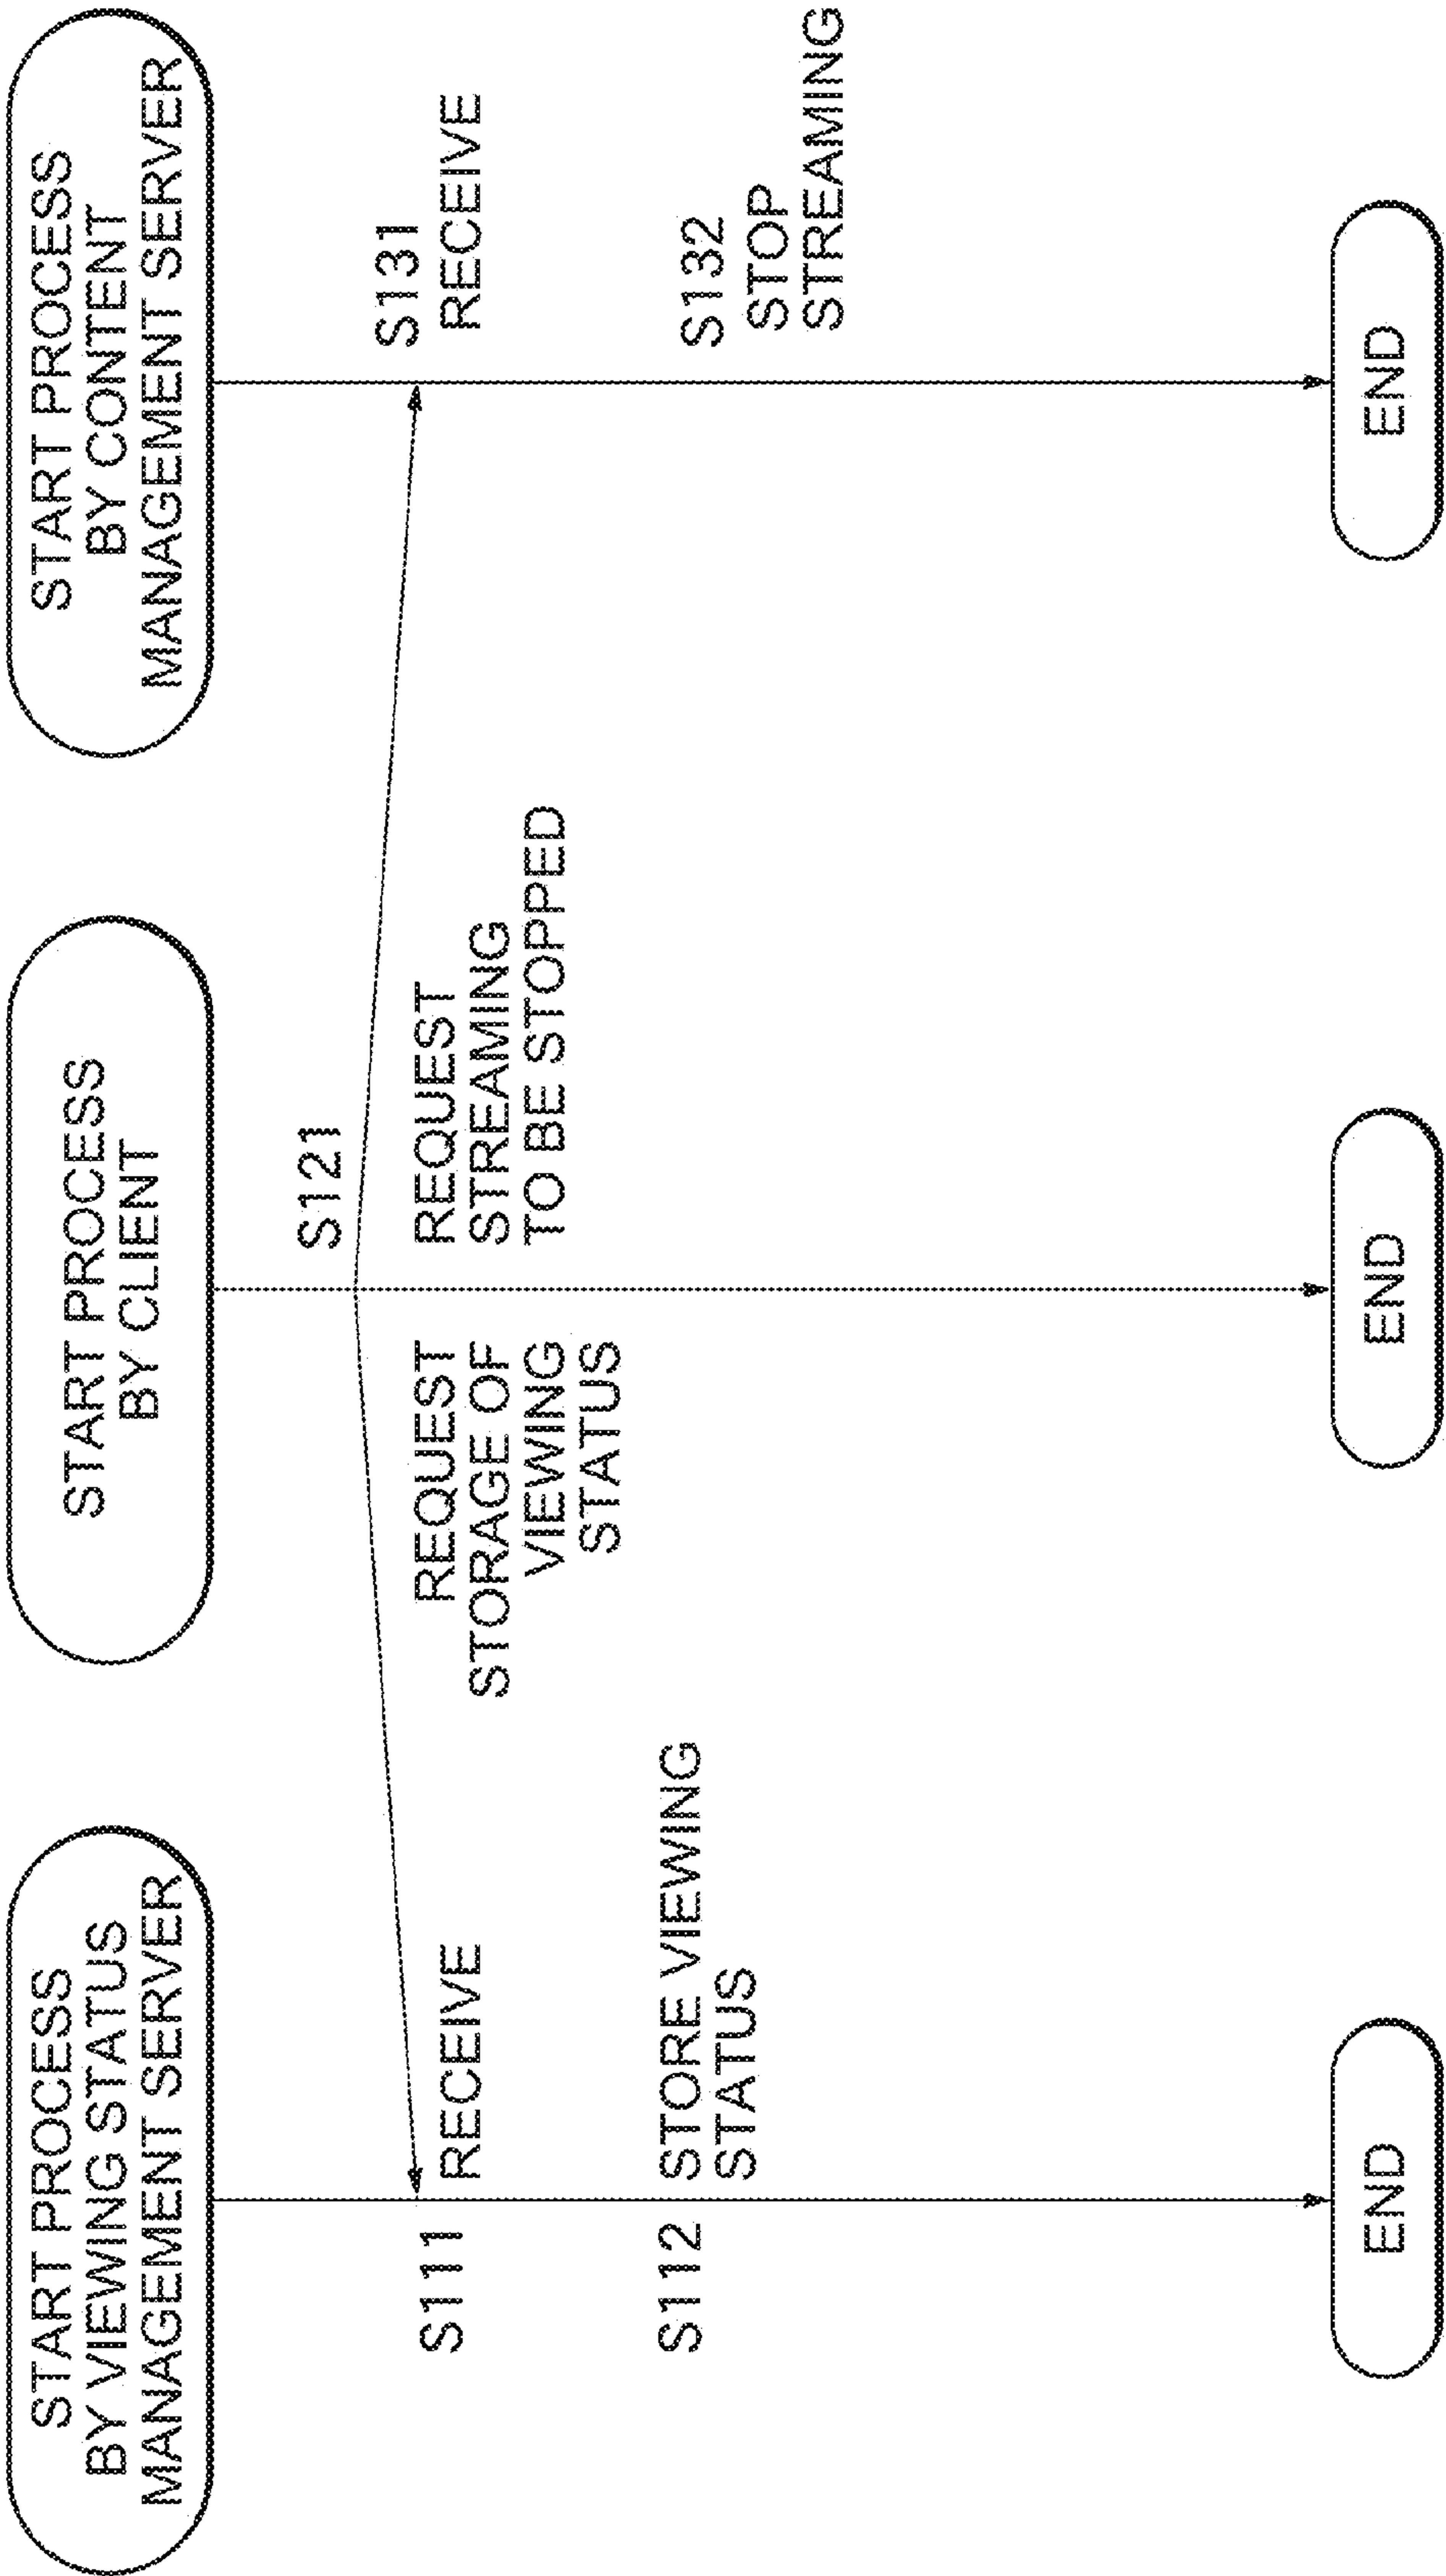 START PROCESS
BY VIEWING STATUS
MANAGEMENT SERVER
START PROCESS
BY CLIENT
START PROCESS
BY CONTENT
MANAGEMENT SERVER
S121
S111
RECEIVE
REQUEST
STORAGE OF
VIEWING
STATUS
REQUEST
STREAMING
TO BE STOPPED
S131
RECEIVE
S112
STORE VIEWING
STATUS
S132
STOP
STREAMING
END
END
END